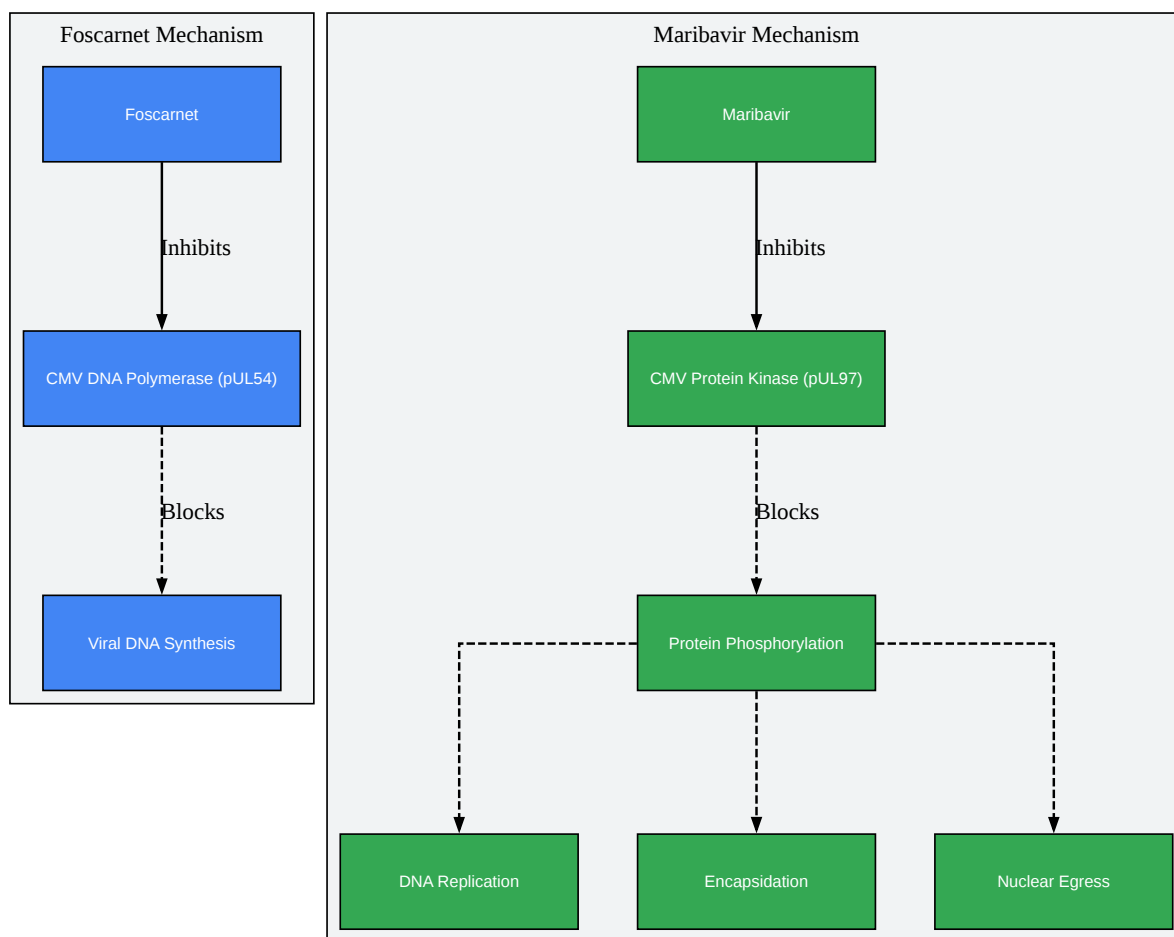 Foscarnet Mechanism
Foscarnet
Inhibits
CMV DNA Polymerase (pUL54)
Blocks
Viral DNA Synthesis
Maribavir Mechanism
Maribavir
Inhibits
CMV Protein Kinase (pUL97)
Blocks
Protein Phosphorylation
DNA Replication
Encapsidation
Nuclear Egress